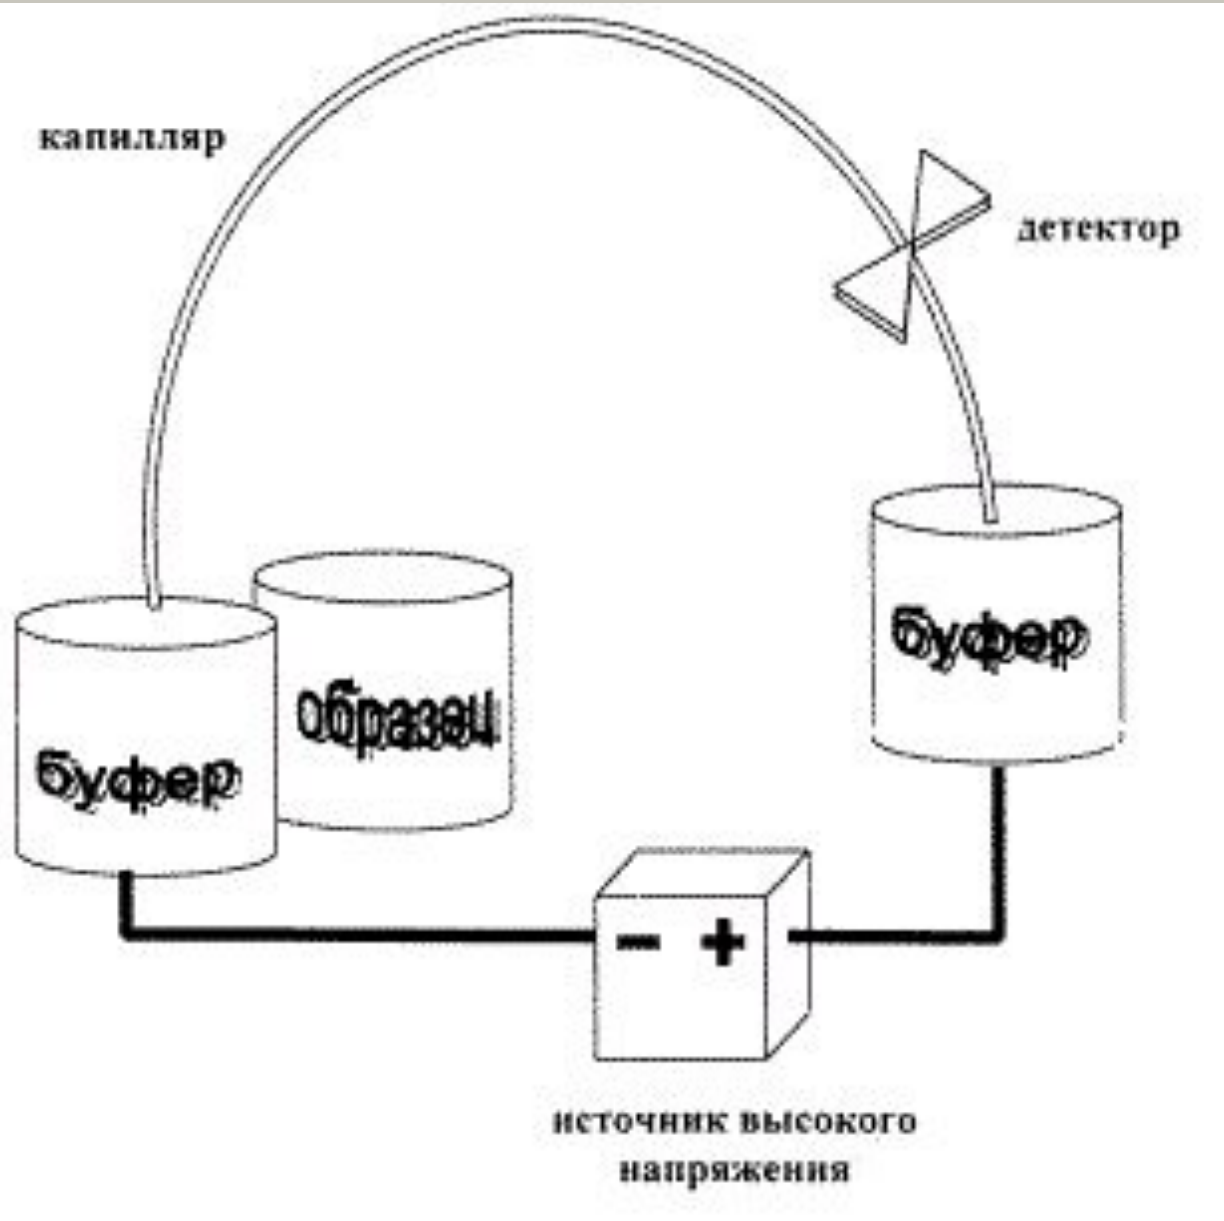 капилляр
детектор
буфер
образец
буфер
− +
источник высокого
напряжения